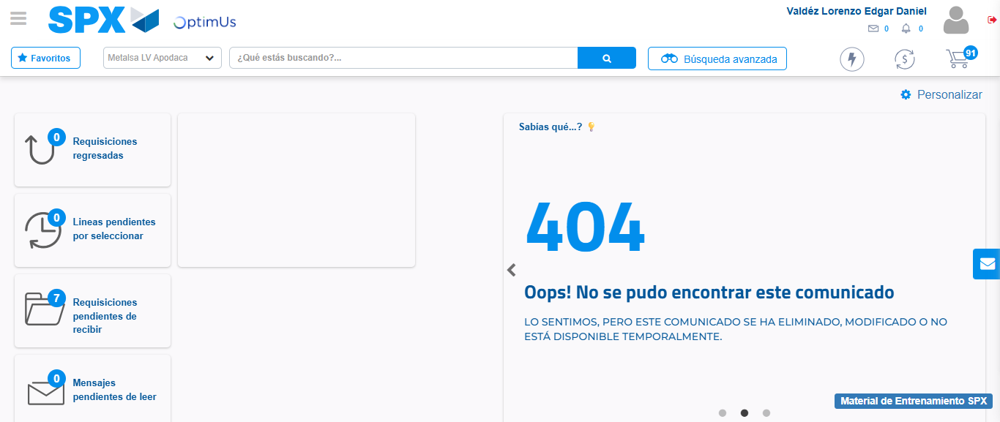 SPX
OptimUs
Valdéz Lorenzo Edgar Daniel
0
0
Favoritos
Metalsa LV Apodaca
¿Qué estás buscando?...
Búsqueda avanzada
$
91
Personalizar
0
Requisiciones
regresadas
0
Lineas pendientes
por seleccionar
7
Requisiciones
pendientes de
recibir
0
Mensajes
pendientes de leer
Sabías qué...?
404
Oops! No se pudo encontrar este comunicado
LO SENTIMOS, PERO ESTE COMUNICADO SE HA ELIMINADO, MODIFICADO O NO
ESTÁ DISPONIBLE TEMPORALMENTE.
Material de Entrenamiento SPX